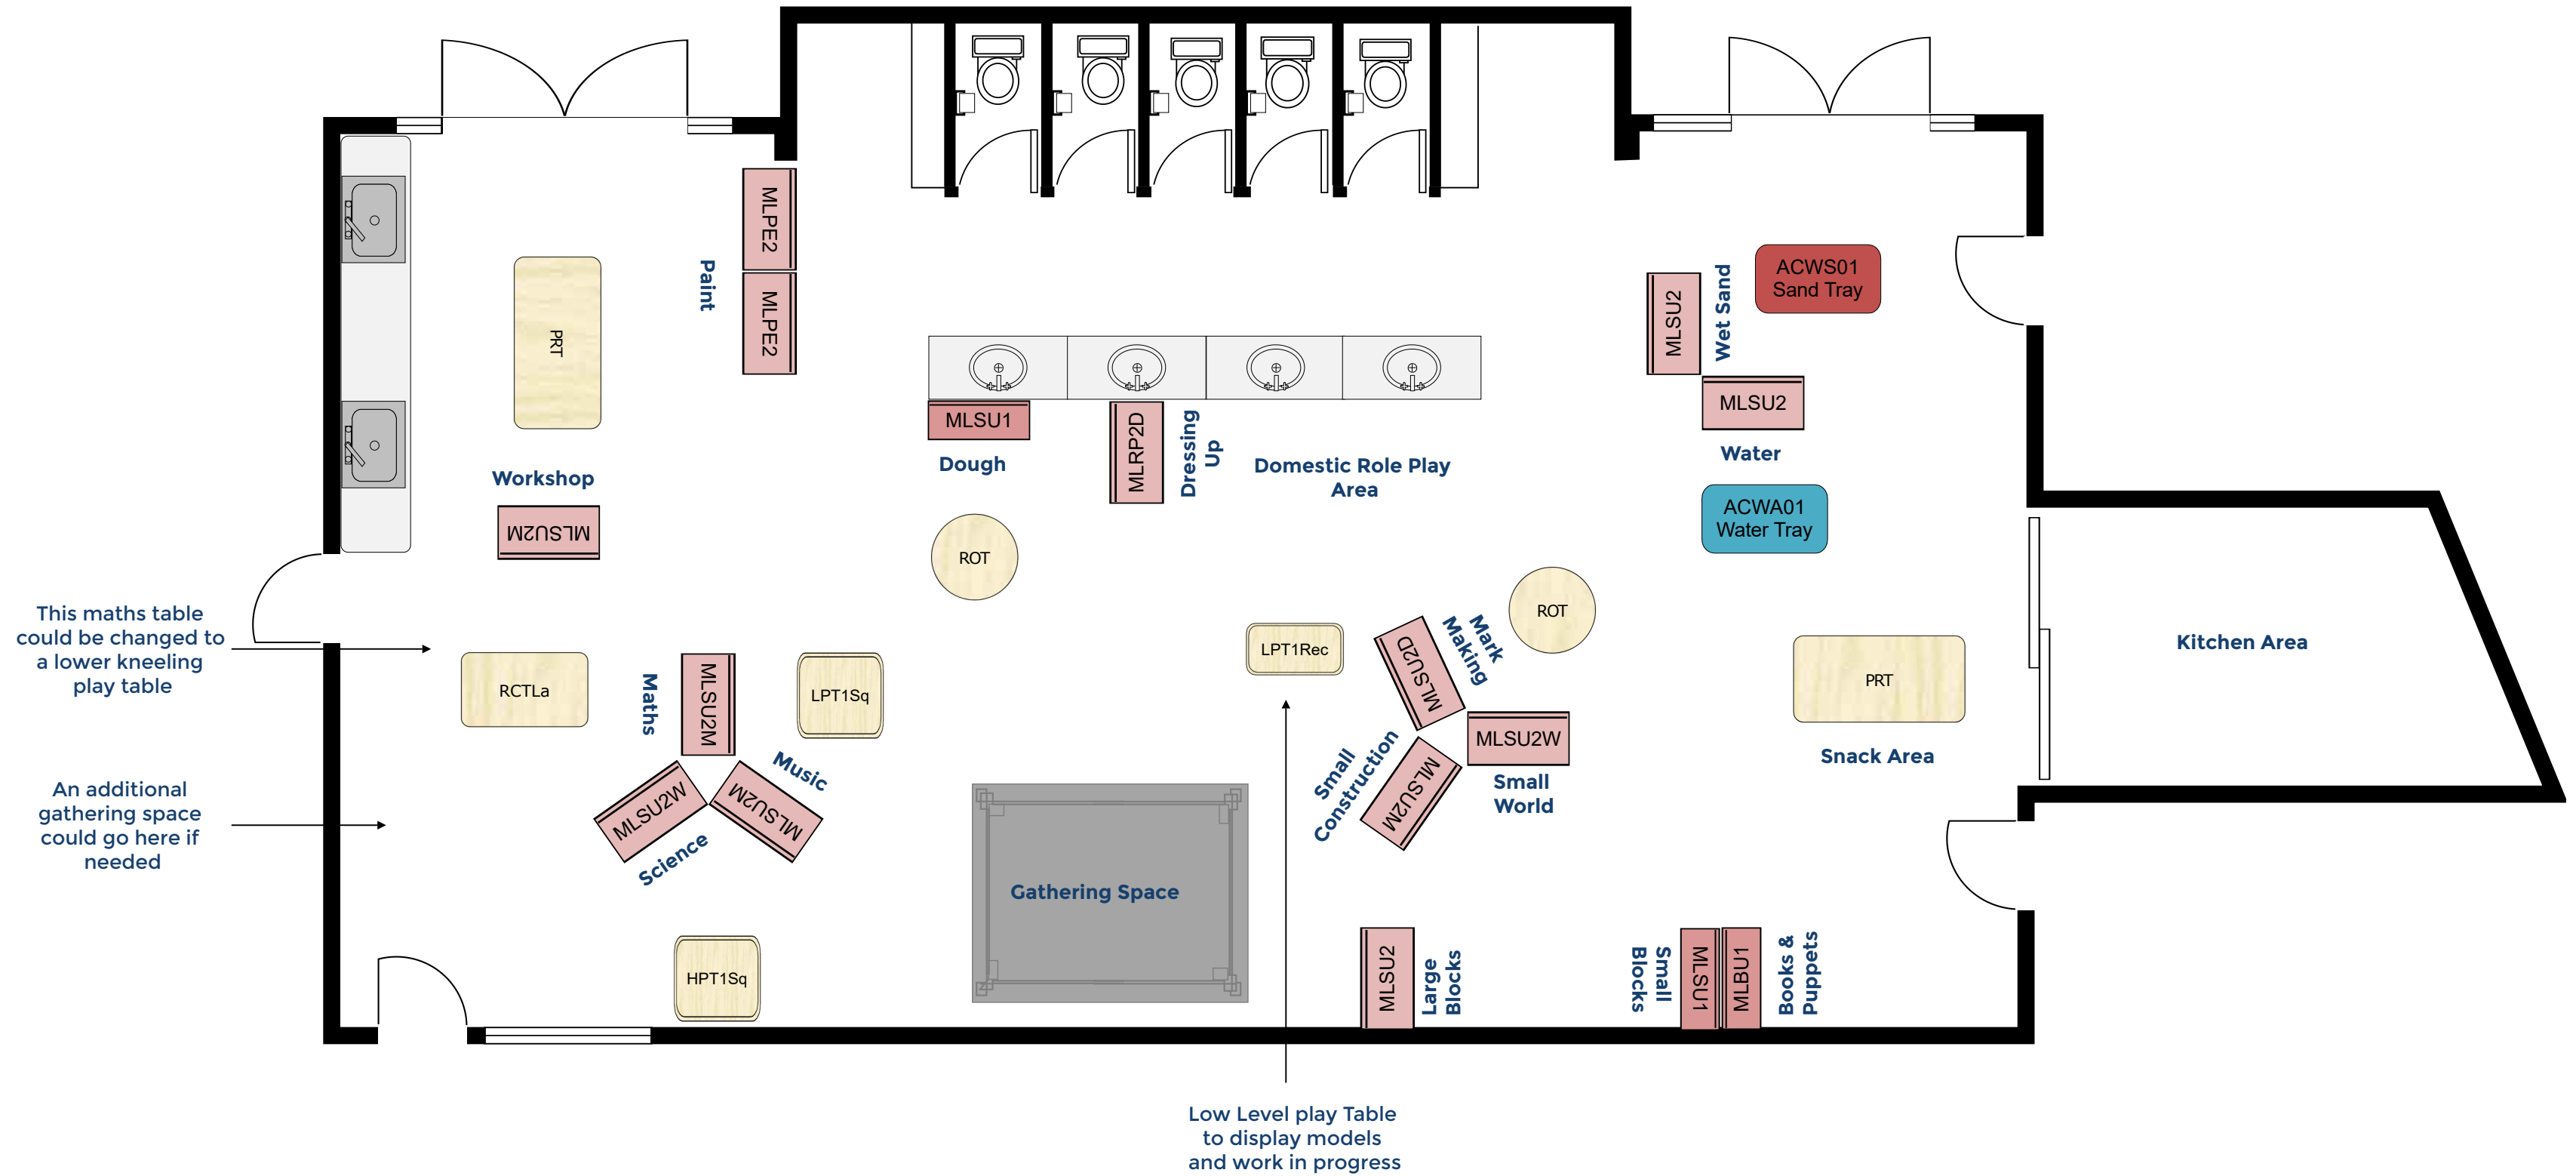 MLPE2
MLPE2
Paint
PRT
Workshop
MLSU2M
MLSU1
Dough
MLRP2D
Dressing
Up
Domestic Role Play
Area
ROT
MLSU2
Wet Sand
ACWS01
Sand Tray
MLSU2
Water
ACWA01
Water Tray
This maths table
could be changed to
a lower kneeling
play table
RCTLa
Maths
MLSU2M
LPT1Sq
Music
MLSU2M
MLSU2W
Science
An additional
gathering space
could go here if
needed
HPT1Sq
Gathering Space
LPT1Rec
MLSU2D
Mark
Making
ROT
MLSU2W
Small
World
Small
Construction
MLSU2M
PRT
Snack Area
Kitchen Area
MLSU2
Large
Blocks
Small
Blocks
MLSU1
MLBU1
Books &
Puppets
Low Level play Table
to display models
and work in progress